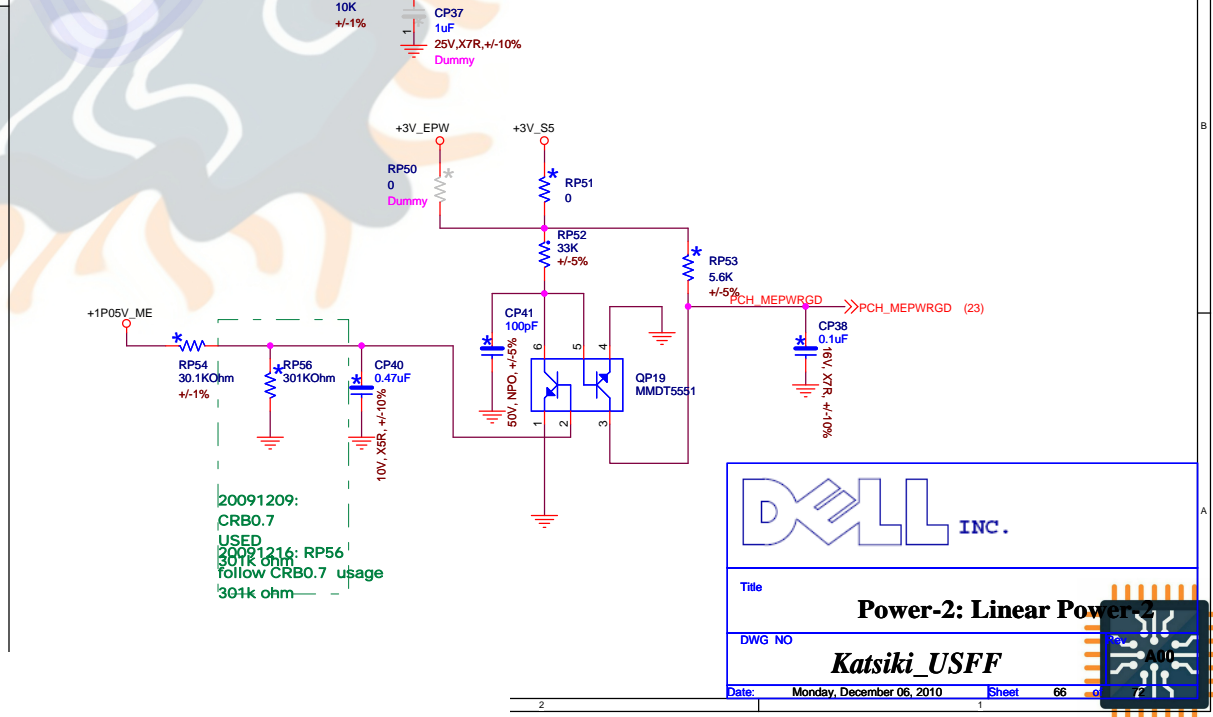 10K
+/-1%
1
CP37
1uF
25V,X7R,+/-10%
Dummy
B
+3V_EPW
+3V_S5
RP50
0
Dummy
RP51
0
RP52
33K
+/-5%
RP53
5.6K
+/-5%
PCH_MEPWRGD
PCH_MEPWRGD (23)
+1P05V_ME
RP54
30.1KOhm
+/-1%
RP56
301KOhm
CP40
0.47uF
10V, X5R, +/-10%
CP41
100pF
50V, NPO, +/-5%
6
5
4
1
2
3
QP19
MMDT5551
CP38
0.1uF
16V, X7R, +/-10%
20091209:
CRB0.7
USED
301K ohm
20091216: RP56
follow CRB0.7 usage
301k ohm
A
DELL INC.
Title
Power-2: Linear Power-2
DWG NO
Rev
Katsiki_USFF
A00
Date: Monday, December 06, 2010 Sheet 66 of 72
2
1